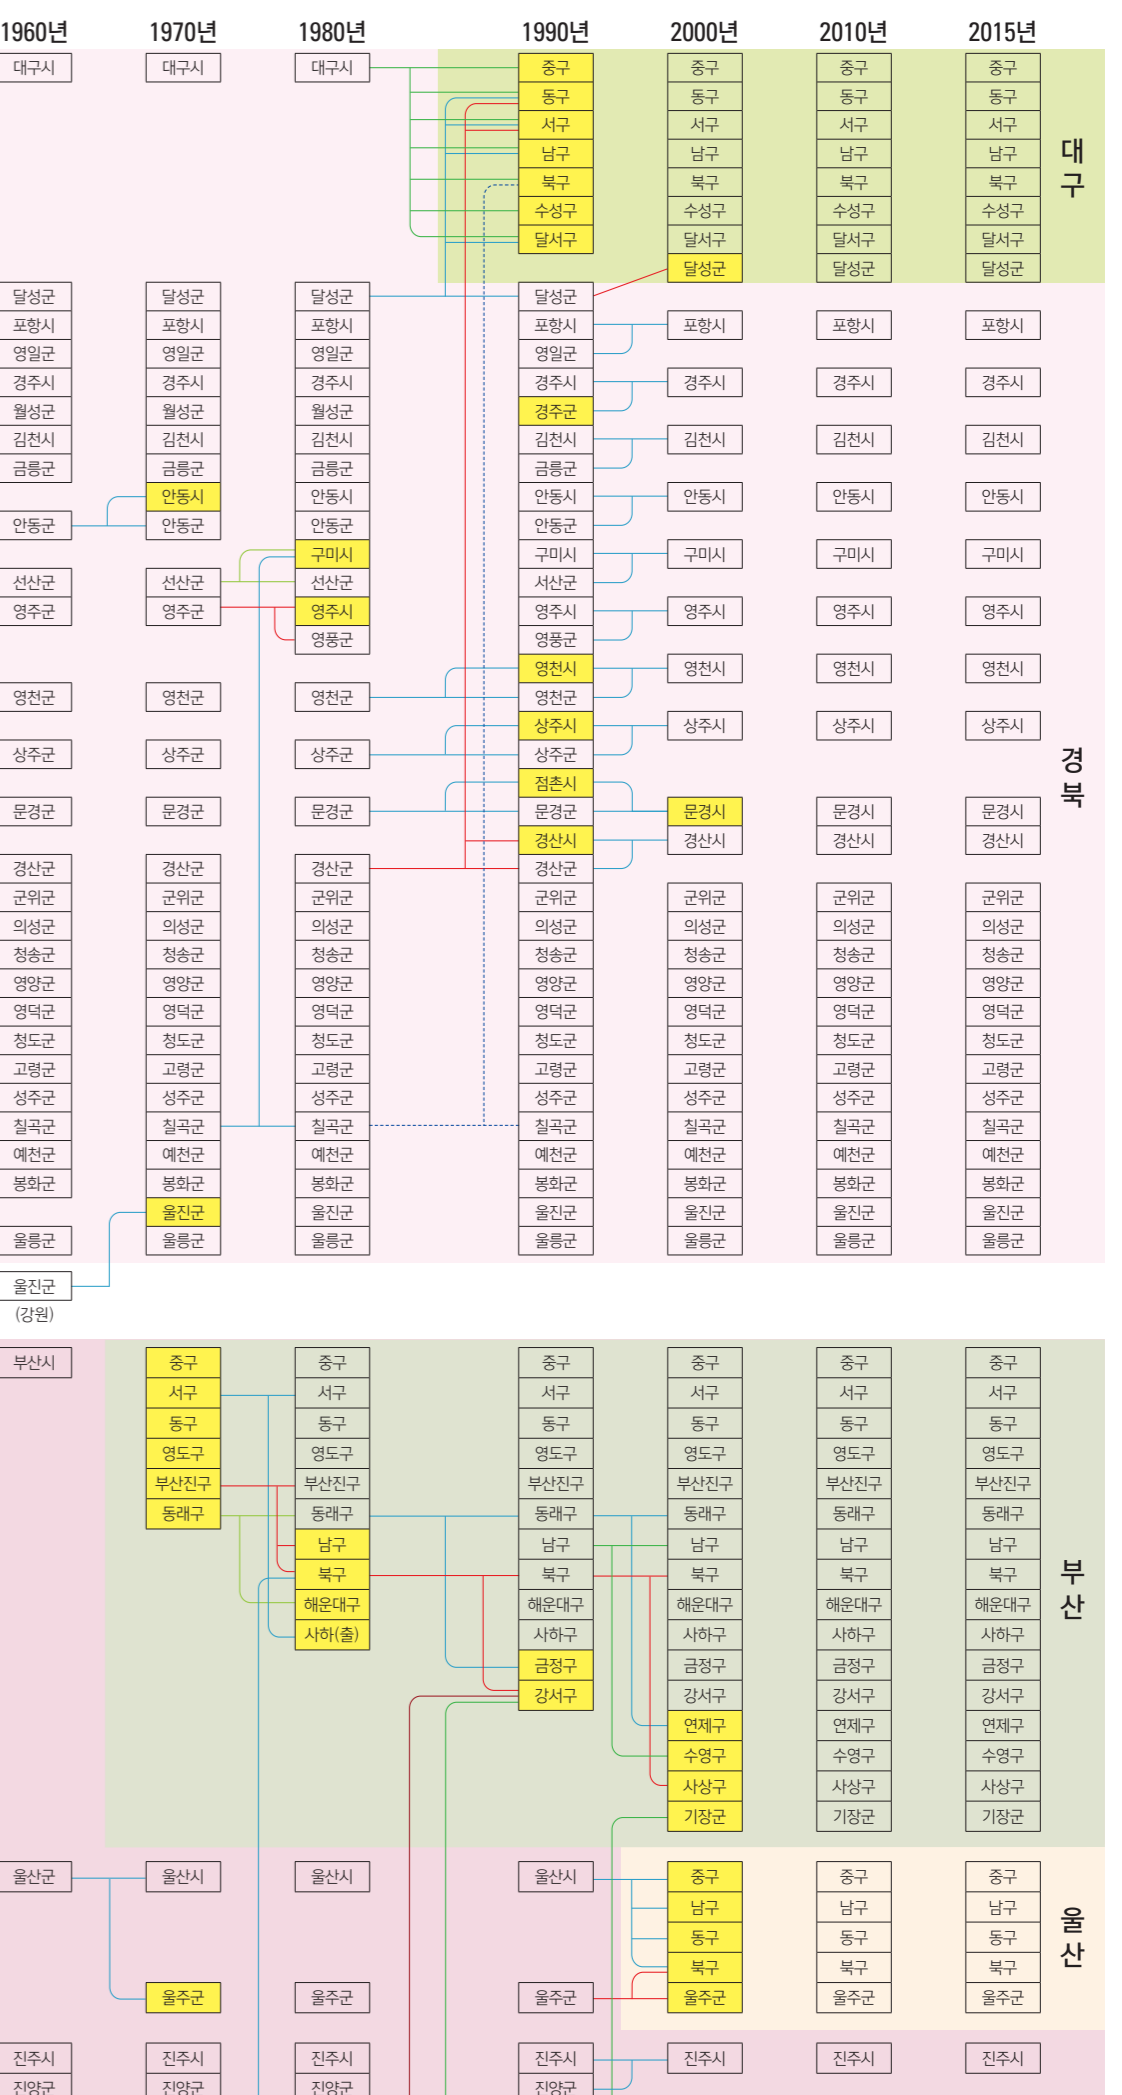 1960년 1970년 1980년 1990년 2000년 2010년 2015년
대구시 대구시 대구시 중구 중구 중구 중구
동구 동구 동구 동구
서구 서구 서구 서구
남구 남구 남구 남구
북구 북구 북구 북구
수성구 수성구 수성구 수성구
달서구 달서구 달서구 달서구
달성군 달성군 달성군
대구
달성군 달성군 달성군 달성군
포항시 포항시 포항시 포항시 포항시 포항시 포항시
영일군 영일군 영일군 영일군
경주시 경주시 경주시 경주시 경주시 경주시 경주시
월성군 월성군 월성군 경주군
김천시 김천시 김천시 김천시 김천시 김천시 김천시
금릉군 금릉군 금릉군 금릉군
안동시 안동시 안동시 안동시 안동시 안동시
안동군 안동군 안동군 안동군
구미시 구미시 구미시 구미시 구미시
선산군 선산군 선산군 서산군
영주군 영주군 영주시 영주시 영주시 영주시 영주시
영풍군 영풍군
영천시 영천시 영천시 영천시
영천군 영천군 영천군 영천군
상주시 상주시 상주시 상주시
상주군 상주군 상주군 상주군
점촌시
문경군 문경군 문경군 문경군 문경시 문경시 문경시
경산시 경산시 경산시 경산시
경산군 경산군 경산군 경산군
군위군 군위군 군위군 군위군 군위군 군위군 군위군
의성군 의성군 의성군 의성군 의성군 의성군 의성군
청송군 청송군 청송군 청송군 청송군 청송군 청송군
영양군 영양군 영양군 영양군 영양군 영양군 영양군
영덕군 영덕군 영덕군 영덕군 영덕군 영덕군 영덕군
청도군 청도군 청도군 청도군 청도군 청도군 청도군
고령군 고령군 고령군 고령군 고령군 고령군 고령군
성주군 성주군 성주군 성주군 성주군 성주군 성주군
칠곡군 칠곡군 칠곡군 칠곡군 칠곡군 칠곡군 칠곡군
예천군 예천군 예천군 예천군 예천군 예천군 예천군
봉화군 봉화군 봉화군 봉화군 봉화군 봉화군 봉화군
울진군 울진군 울진군 울진군 울진군 울진군
울릉군 울릉군 울릉군 울릉군 울릉군 울릉군 울릉군
경북
울진군
(강원)
부산시 중구 중구 중구 중구 중구 중구
서구 서구 서구 서구 서구 서구
동구 동구 동구 동구 동구 동구
영도구 영도구 영도구 영도구 영도구 영도구
부산진구 부산진구 부산진구 부산진구 부산진구 부산진구
동래구 동래구 동래구 동래구 동래구 동래구
남구 남구 남구 남구 남구
북구 북구 북구 북구 북구
해운대구 해운대구 해운대구 해운대구 해운대구
사하(출) 사하구 사하구 사하구 사하구
금정구 금정구 금정구 금정구
강서구 강서구 강서구 강서구
연제구 연제구 연제구
수영구 수영구 수영구
사상구 사상구 사상구
기장군 기장군 기장군
부산
울산군 울산시 울산시 울산시 중구 중구 중구
남구 남구 남구
동구 동구 동구
북구 북구 북구
울주군 울주군 울주군 울주군 울주군 울주군
울산
진주시 진주시 진주시 진주시 진주시 진주시 진주시
진양군 진양군 진양군 진양군